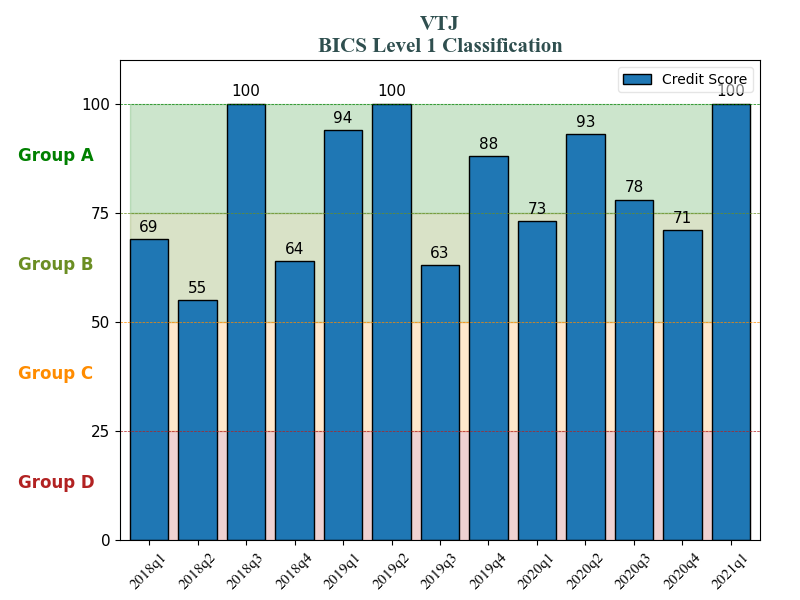 VTJ
BICS Level 1 Classification
Credit Score
100
100
100
100
94
93
Group A
88
78
75
73
71
69
Group B
64
63
55
50
Group C
25
Group D
0
2018q1
2018q2
2018q3
2018q4
2019q1
2019q2
2019q3
2019q4
2020q1
2020q2
2020q3
2020q4
2021q1